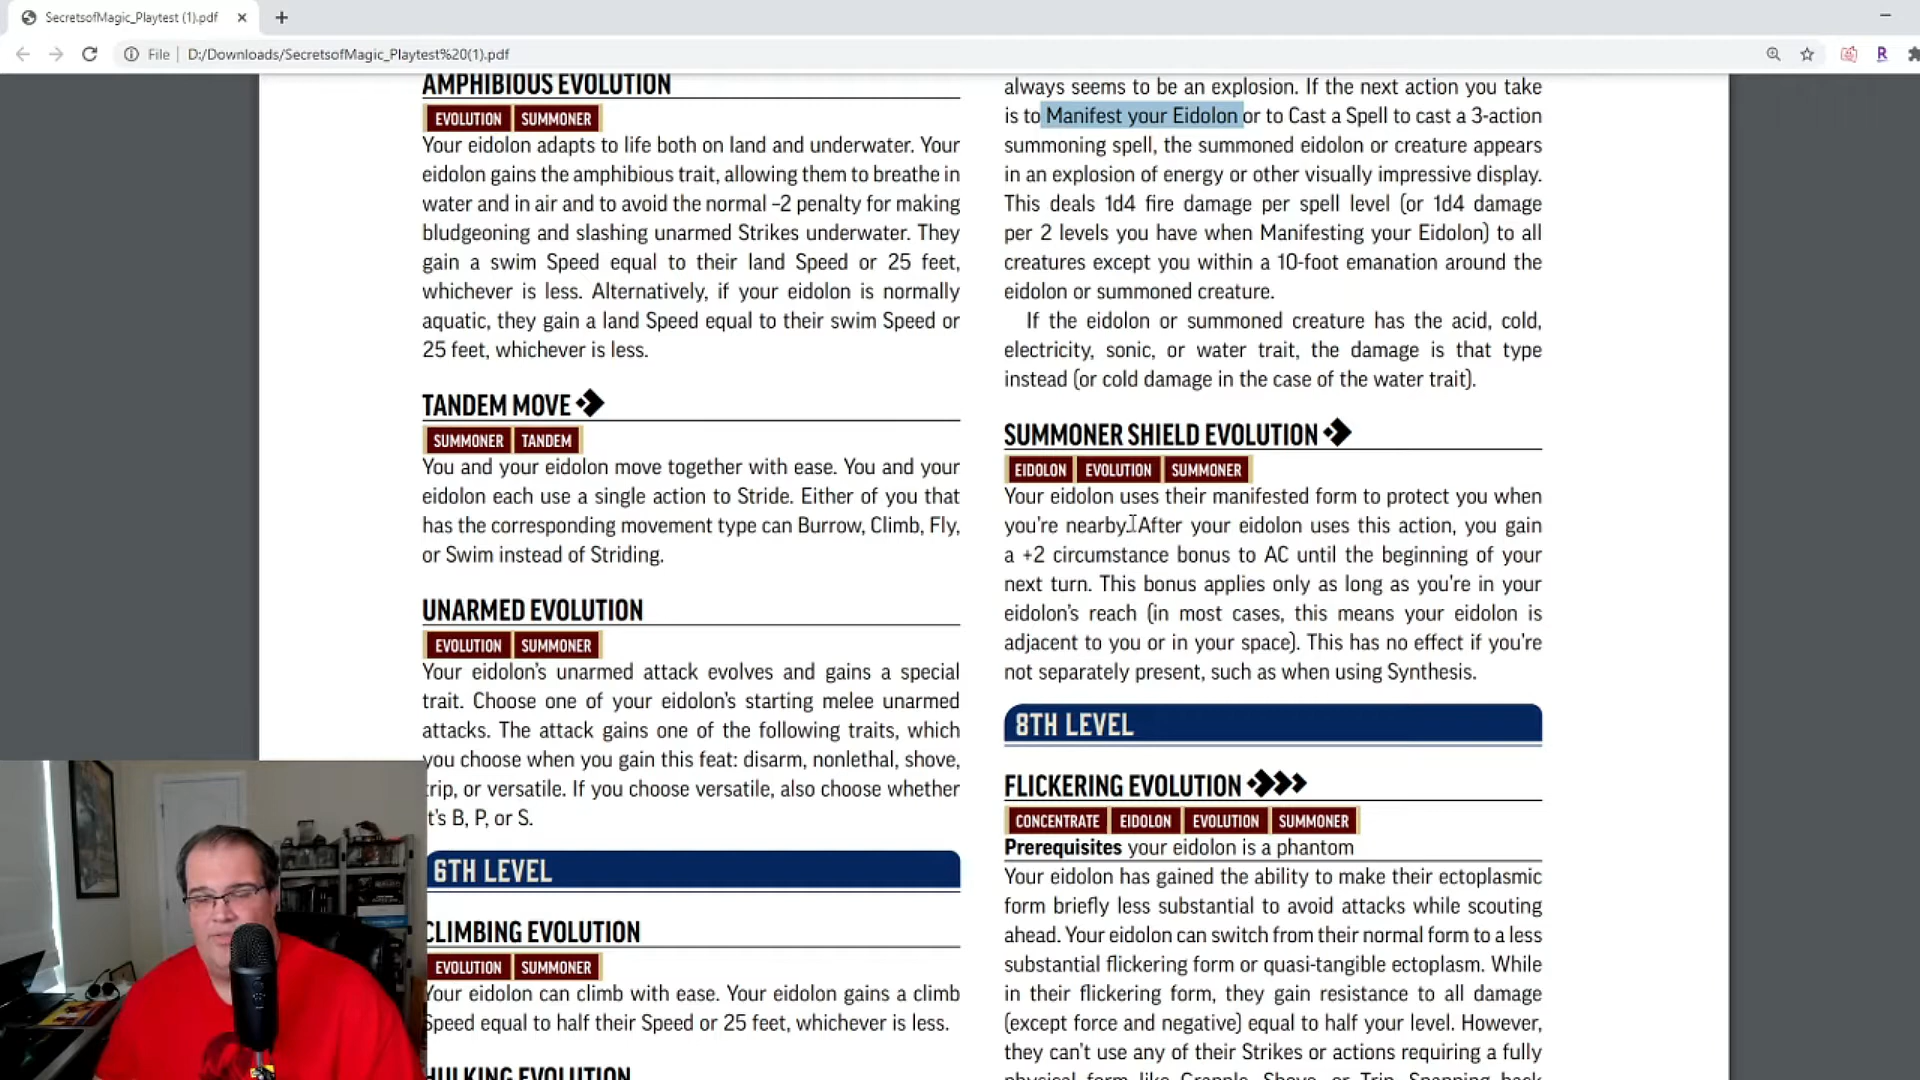 SecretsofMagic_Playtest (1).pdf
File
D:/Downloads/SecretsofMagic_Playtest%20(1).pdf
R
AMPHIBIOUS EVOLUTION
EVOLUTION SUMMONER
Your eidolon adapts to life both on land and underwater. Your
eidolon gains the amphibious trait, allowing them to breathe in
water and in air and to avoid the normal –2 penalty for making
bludgeoning and slashing unarmed Strikes underwater. They
gain a swim Speed equal to their land Speed or 25 feet,
whichever is less. Alternatively, if your eidolon is normally
aquatic, they gain a land Speed equal to their swim Speed or
25 feet, whichever is less.
TANDEM MOVE
SUMMONER TANDEM
You and your eidolon move together with ease. You and your
eidolon each use a single action to Stride. Either of you that
has the corresponding movement type can Burrow, Climb, Fly,
or Swim instead of Striding.
UNARMED EVOLUTION
EVOLUTION SUMMONER
Your eidolon's unarmed attack evolves and gains a special
trait. Choose one of your eidolon's starting melee unarmed
attacks. The attack gains one of the following traits, which
you choose when you gain this feat: disarm, nonlethal, shove,
trip, or versatile. If you choose versatile, also choose whether
it's B, P, or S.
6TH LEVEL
CLIMBING EVOLUTION
EVOLUTION SUMMONER
Your eidolon can climb with ease. Your eidolon gains a climb
Speed equal to half their Speed or 25 feet, whichever is less.
HULKING EVOLUTION
always seems to be an explosion. If the next action you take
is to Manifest your Eidolon or to Cast a Spell to cast a 3-action
summoning spell, the summoned eidolon or creature appears
in an explosion of energy or other visually impressive display.
This deals 1d4 fire damage per spell level (or 1d4 damage
per 2 levels you have when Manifesting your Eidolon) to all
creatures except you within a 10-foot emanation around the
eidolon or summoned creature.
If the eidolon or summoned creature has the acid, cold,
electricity, sonic, or water trait, the damage is that type
instead (or cold damage in the case of the water trait).
SUMMONER SHIELD EVOLUTION
EIDOLON EVOLUTION SUMMONER
Your eidolon uses their manifested form to protect you when
you're nearby. After your eidolon uses this action, you gain
a +2 circumstance bonus to AC until the beginning of your
next turn. This bonus applies only as long as you're in your
eidolon's reach (in most cases, this means your eidolon is
adjacent to you or in your space). This has no effect if you're
not separately present, such as when using Synthesis.
8TH LEVEL
FLICKERING EVOLUTION
CONCENTRATE EIDOLON EVOLUTION SUMMONER
Prerequisites your eidolon is a phantom
Your eidolon has gained the ability to make their ectoplasmic
form briefly less substantial to avoid attacks while scouting
ahead. Your eidolon can switch from their normal form to a less
substantial flickering form or quasi-tangible ectoplasm. While
in their flickering form, they gain resistance to all damage
(except force and negative) equal to half your level. However,
they can't use any of their Strikes or actions requiring a fully
physical form like Grapple, Shove, or Trip. Snapping back